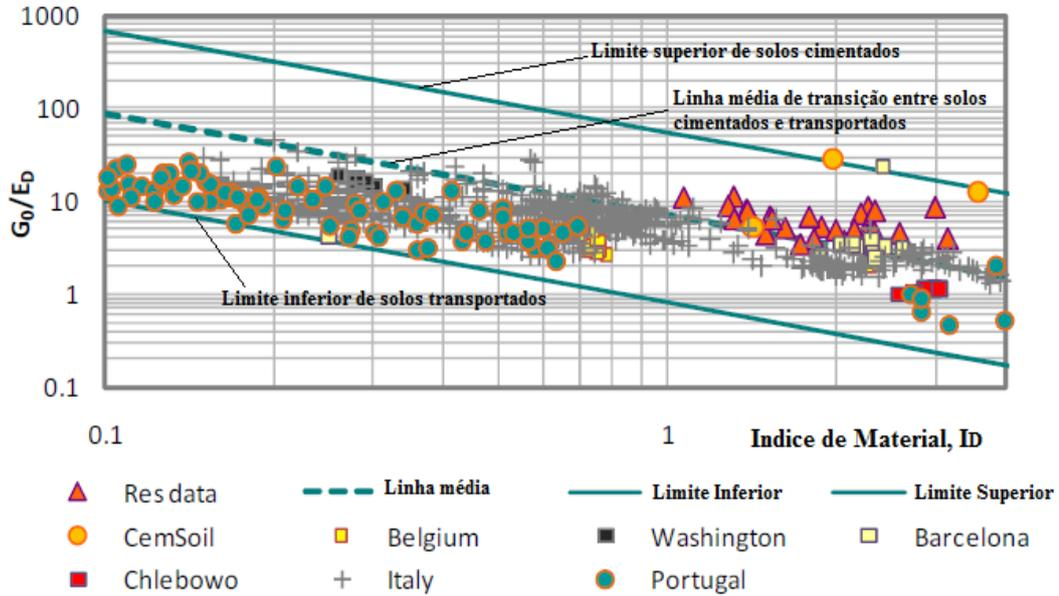 1000
Limite superior de solos cimentados
100
Linha média de transição entre solos
cimentados e transportados
G0/ED
10
Limite inferior de solos transportados
1
0.1
0.1
1
Indice de Material, ID
Res data
Linha média
Limite Inferior
Limite Superior
CemSoil
Belgium
Washington
Barcelona
Chlebowo
Italy
Portugal